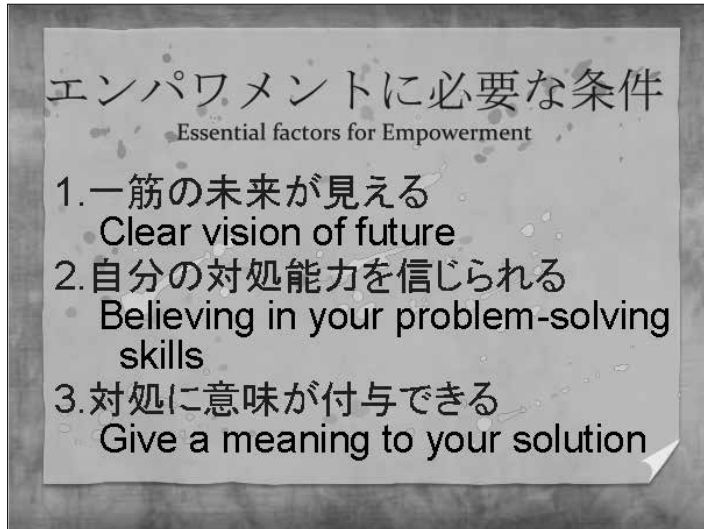 エンパワメントに必要な条件
Essential factors for Empowerment
1.一筋の未来が見える
Clear vision of future
2.自分の対処能力を信じられる
Believing in your problem-solving
skills
3.対処に意味が付与できる
Give a meaning to your solution